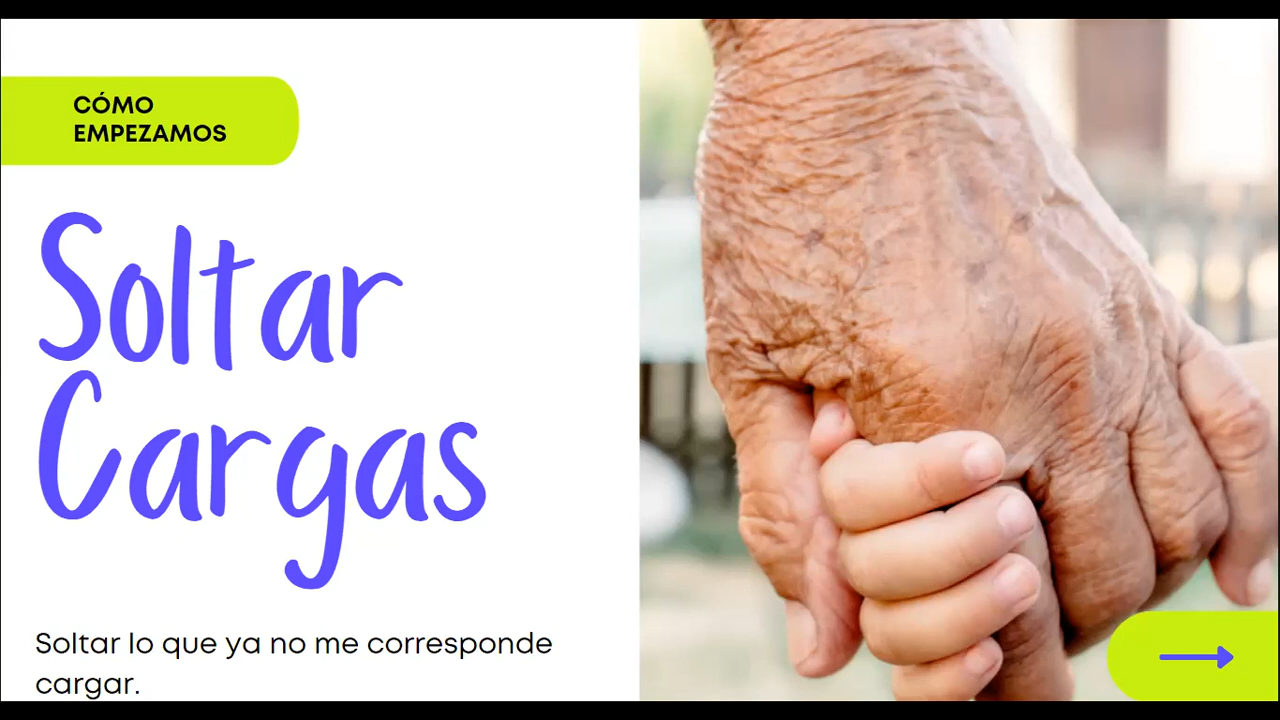 CÓMO
EMPEZAMOS
Soltar
Cargas
Soltar lo que ya no me corresponde
cargar.